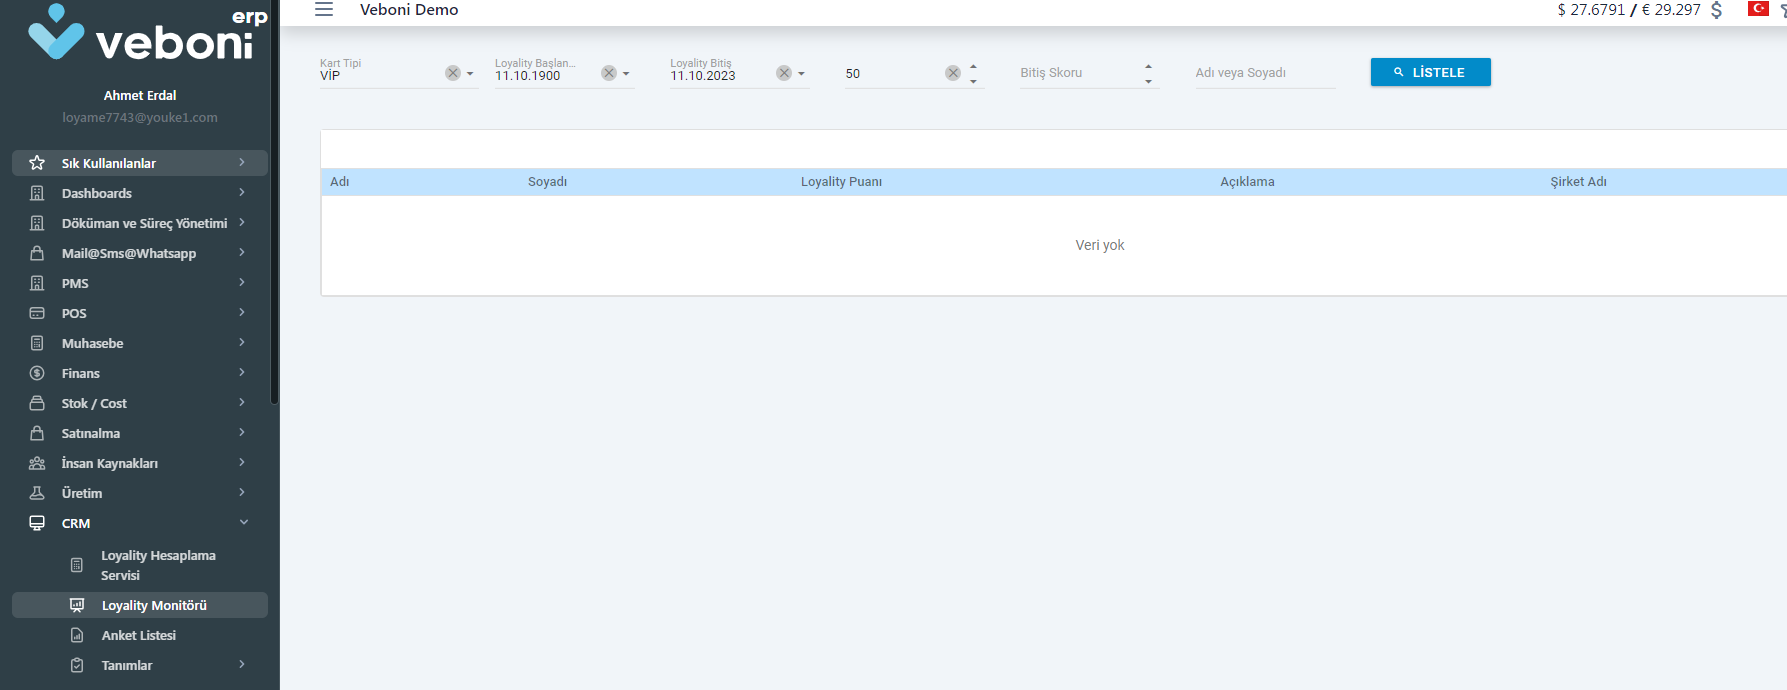 erp
veboni
Ahmet Erdal
loyame7743@youke1.com
Sık Kullanılanlar
Dashboards
Döküman ve Süreç Yönetimi
Mail@Sms@Whatsapp
PMS
POS
Muhasebe
Finans
Stok / Cost
Satınalma
İnsan Kaynakları
Üretim
CRM
Loyality Hesaplama
Servisi
Loyality Monitörü
Anket Listesi
Tanımlar
Veboni Demo
$ 27.6791 / € 29.297 $
Kart Tipi
VİP
Loyality Başlan...
11.10.1900
Loyality Bitiş
11.10.2023
50
Bitiş Skoru
Adı veya Soyadı
LİSTELE
Adı Soyadı Loyality Puanı Açıklama Şirket Adı
Veri yok